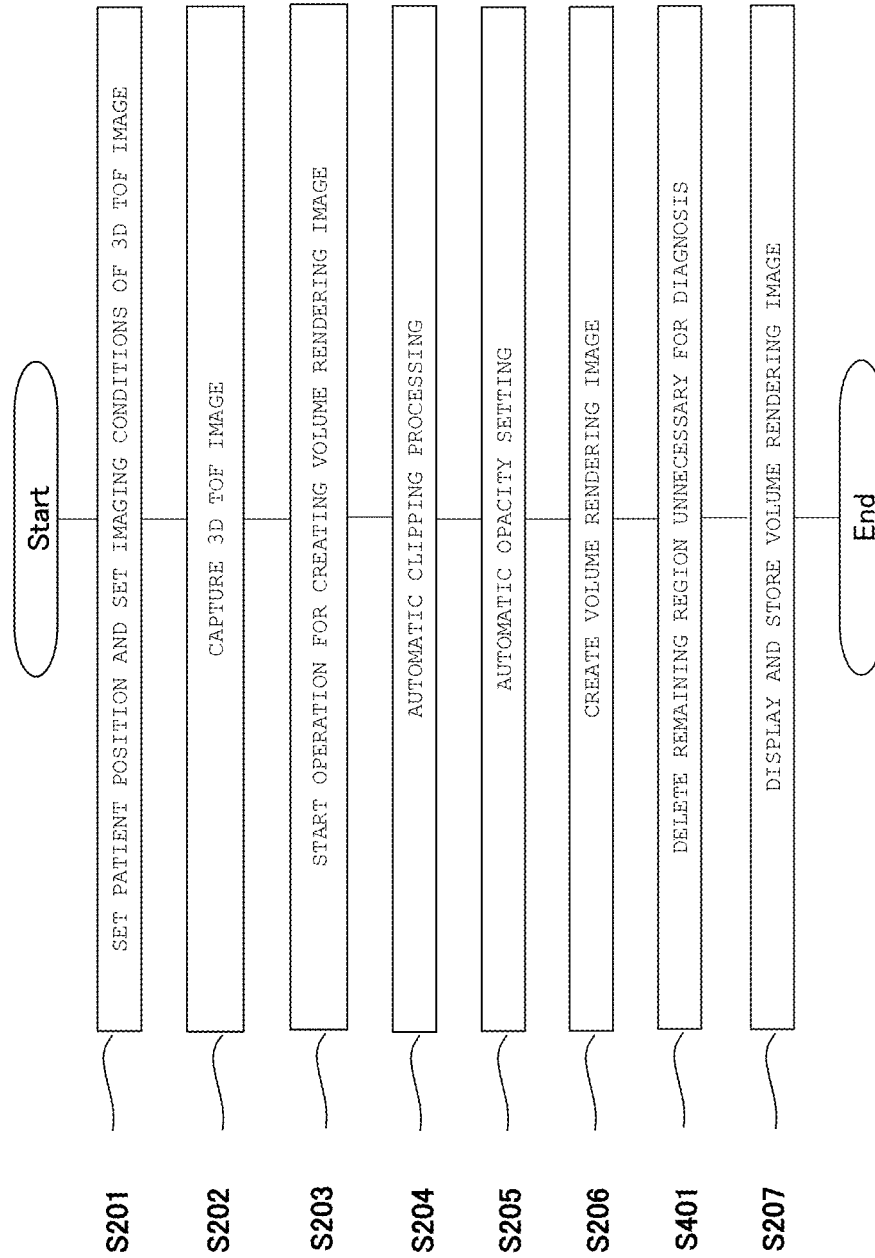 Start
S201
SET PATIENT POSITION AND SET IMAGING CONDITIONS OF 3D TOF IMAGE
S202
CAPTURE 3D TOF IMAGE
S203
START OPERATION FOR CREATING VOLUME RENDERING IMAGE
S204
AUTOMATIC CLIPPING PROCESSING
S205
AUTOMATIC OPACITY SETTING
S206
CREATE VOLUME RENDERING IMAGE
S401
DELETE REMAINING REGION UNNECESSARY FOR DIAGNOSIS
S207
DISPLAY AND STORE VOLUME RENDERING IMAGE
End